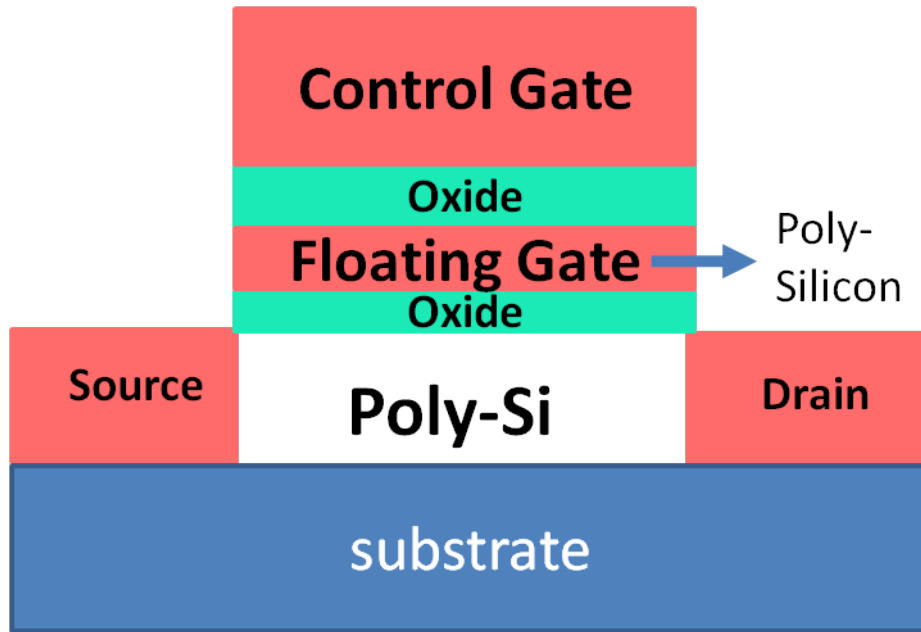 Control Gate
Oxide
Floating Gate
Poly-
Silicon
Oxide
Source
Poly-Si
Drain
substrate